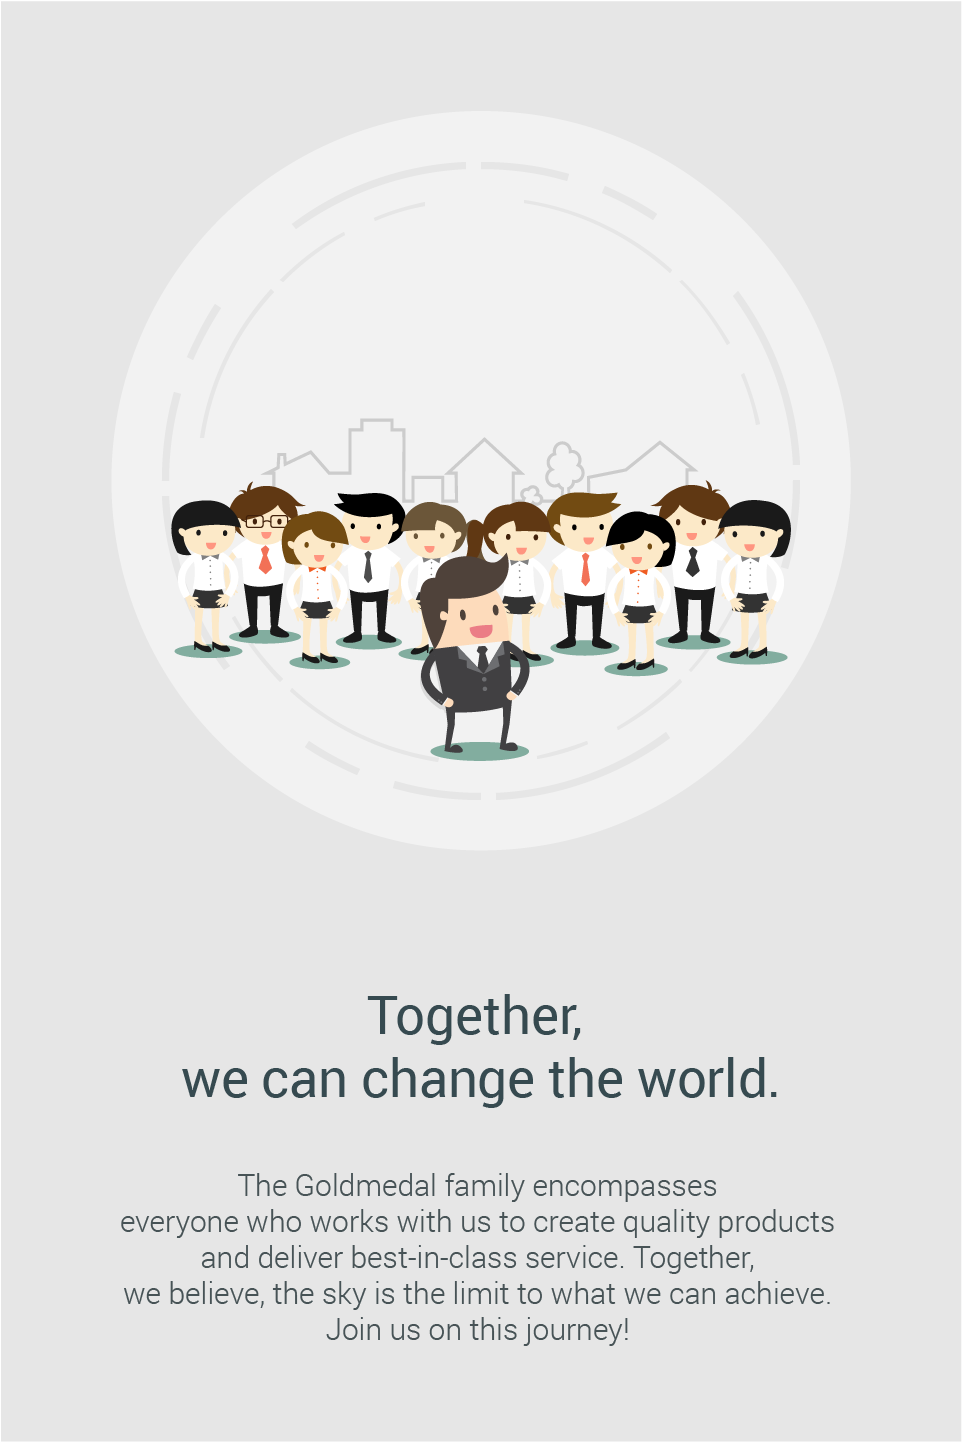 Together,
we can change the world.
The Goldmedal family encompasses
everyone who works with us to create quality products
and deliver best-in-class service. Together,
we believe, the sky is the limit to what we can achieve.
Join us on this journey!